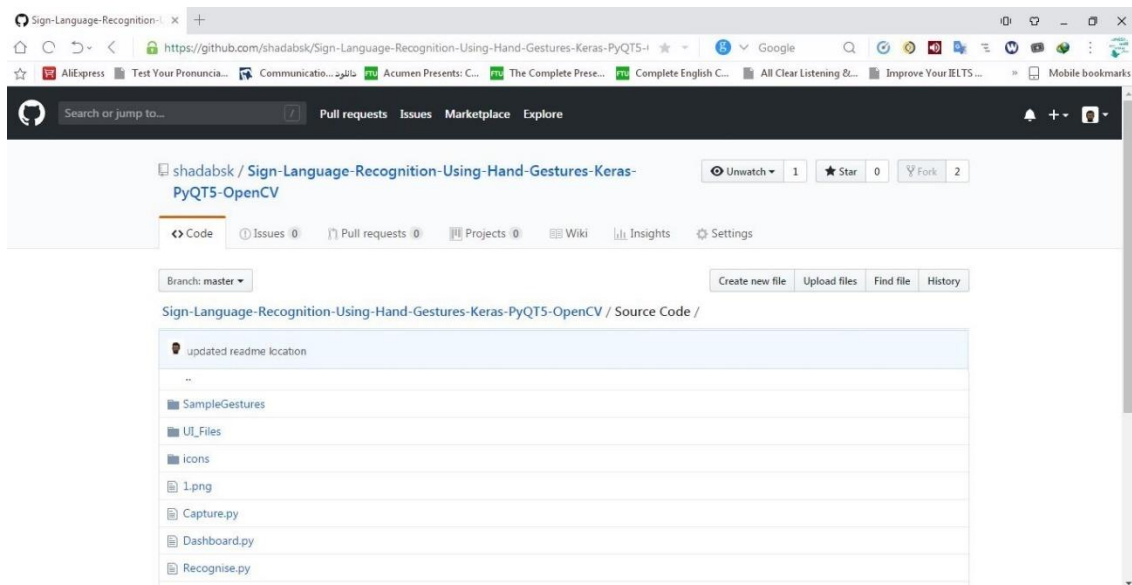 Sign-Language-Recognition-
https://github.com/shadabsk/Sign-Language-Recognition-Using-Hand-Gestures-Keras-PyQT5-
Google
AliExpress Test Your Pronuncia... Communicatio... دانلود Acumen Presents: C... The Complete Prese... Complete English C... All Clear Listening &... Improve Your IELTS ... » Mobile bookmarks
Search or jump to... / Pull requests Issues Marketplace Explore
shadabsk / Sign-Language-Recognition-Using-Hand-Gestures-Keras-
PyQT5-OpenCV
Unwatch 1 Star 0 Fork 2
Code Issues 0 Pull requests 0 Projects 0 Wiki Insights Settings
Branch: master Create new file Upload files Find file History
Sign-Language-Recognition-Using-Hand-Gestures-Keras-PyQT5-OpenCV / Source Code /
updated readme location
..
SampleGestures
UI_Files
icons
1.png
Capture.py
Dashboard.py
Recognise.py